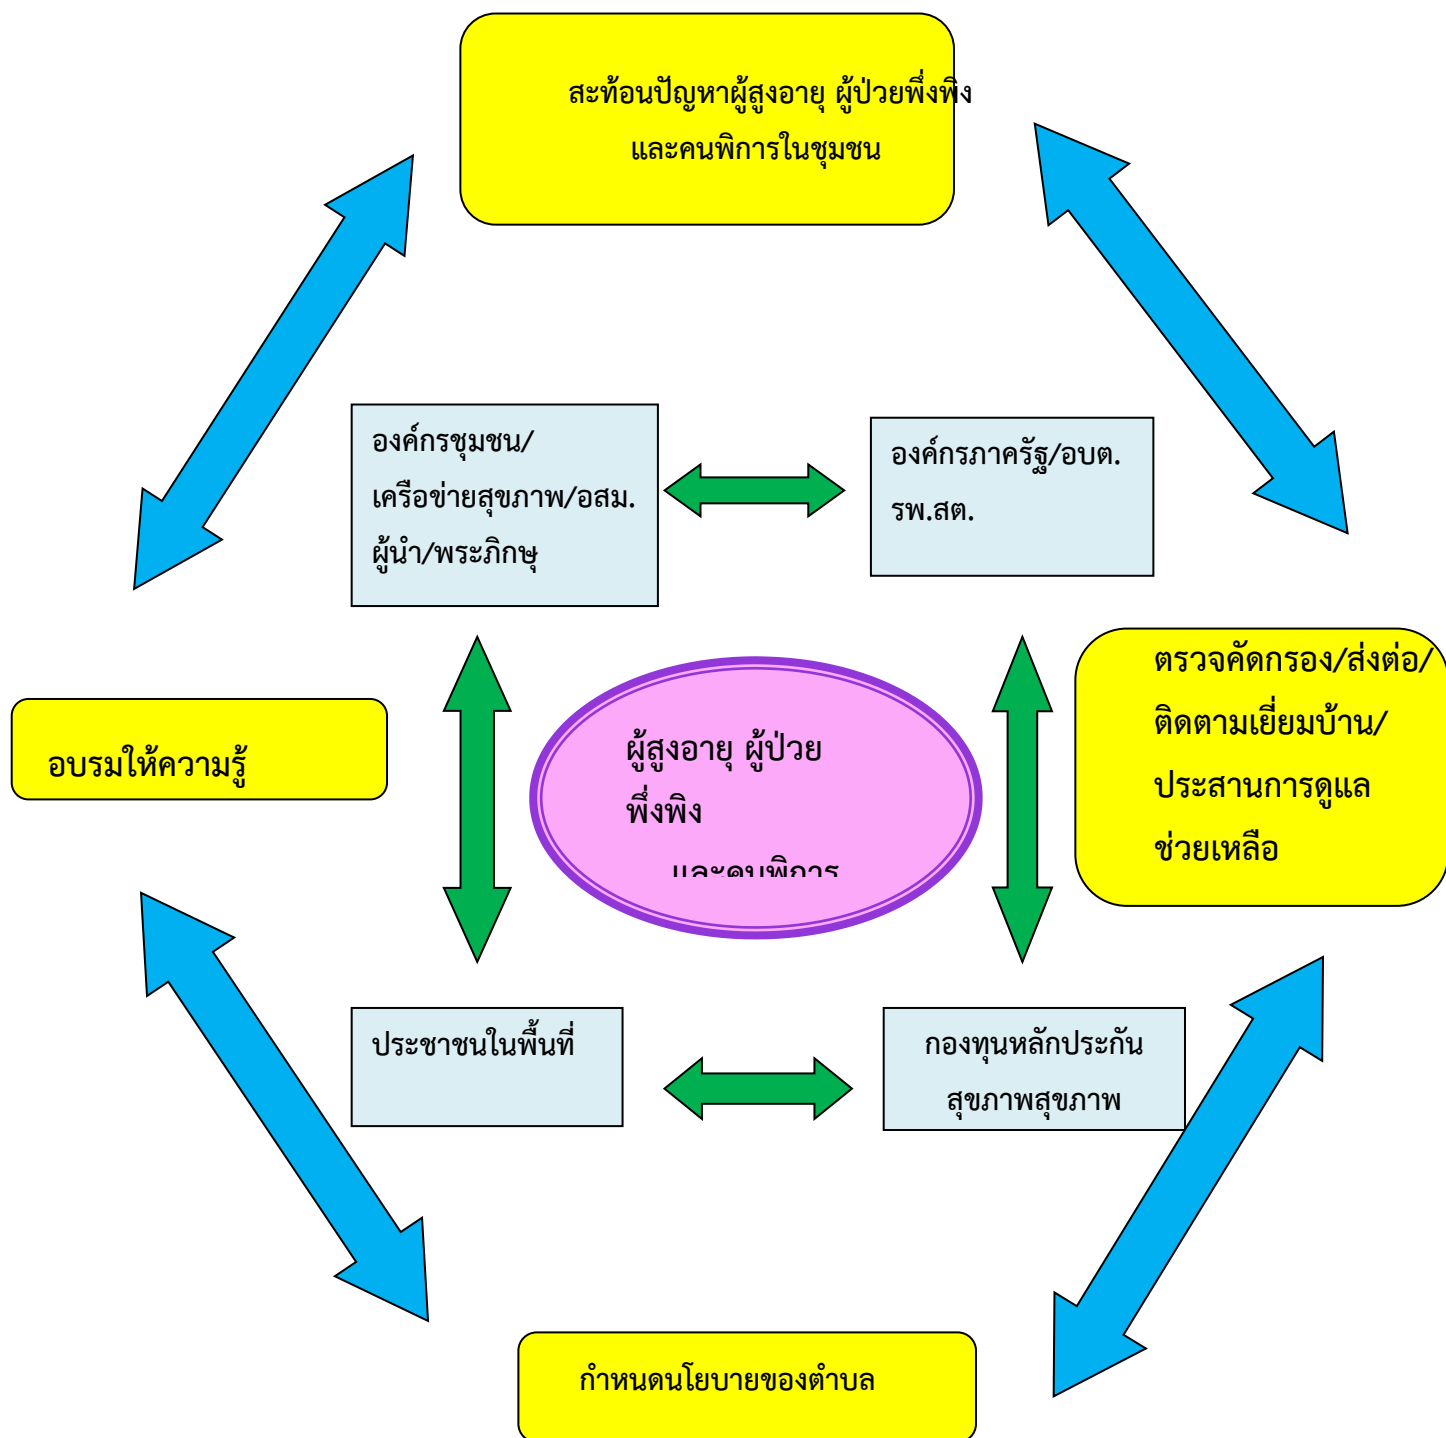 สะท้อนปัญหาผู้สูงอายุ ผู้ป่วยพึ่งพิง
และคนพิการในชุมชน
องค์กรชุมชน/
เครือข่ายสุขภาพ/อสม.
ผู้นำ/พระภิกษุ
องค์กรภาครัฐ/อบต.
รพ.สต.
อบรมให้ความรู้
ผู้สูงอายุ ผู้ป่วย
พึ่งพิง
และคนพิการ
ตรวจคัดกรอง/ส่งต่อ/
ติดตามเยี่ยมบ้าน/
ประสานการดูแล
ช่วยเหลือ
ประชาชนในพื้นที่
กองทุนหลักประกัน
สุขภาพสุขภาพ
กำหนดนโยบายของตำบล